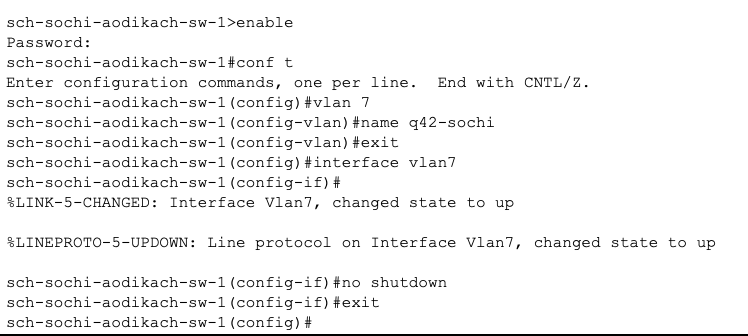 sch-sochi-aodikach-sw-1>enable
Password:
sch-sochi-aodikach-sw-1#conf t
Enter configuration commands, one per line.  End with CNTL/Z.
sch-sochi-aodikach-sw-1(config)#vlan 7
sch-sochi-aodikach-sw-1(config-vlan)#name q42-sochi
sch-sochi-aodikach-sw-1(config-vlan)#exit
sch-sochi-aodikach-sw-1(config)#interface vlan7
sch-sochi-aodikach-sw-1(config-if)#
%LINK-5-CHANGED: Interface Vlan7, changed state to up
%LINEPROTO-5-UPDOWN: Line protocol on Interface Vlan7, changed state to up
sch-sochi-aodikach-sw-1(config-if)#no shutdown
sch-sochi-aodikach-sw-1(config-if)#exit
sch-sochi-aodikach-sw-1(config)#